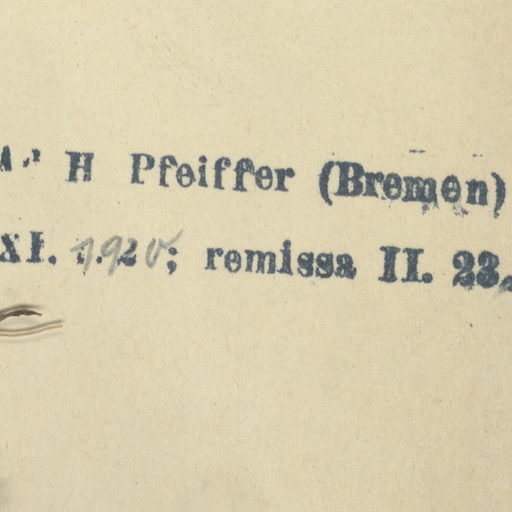 H Pfeiffer (Bremen)
XI. 1920; remissa II. 23.